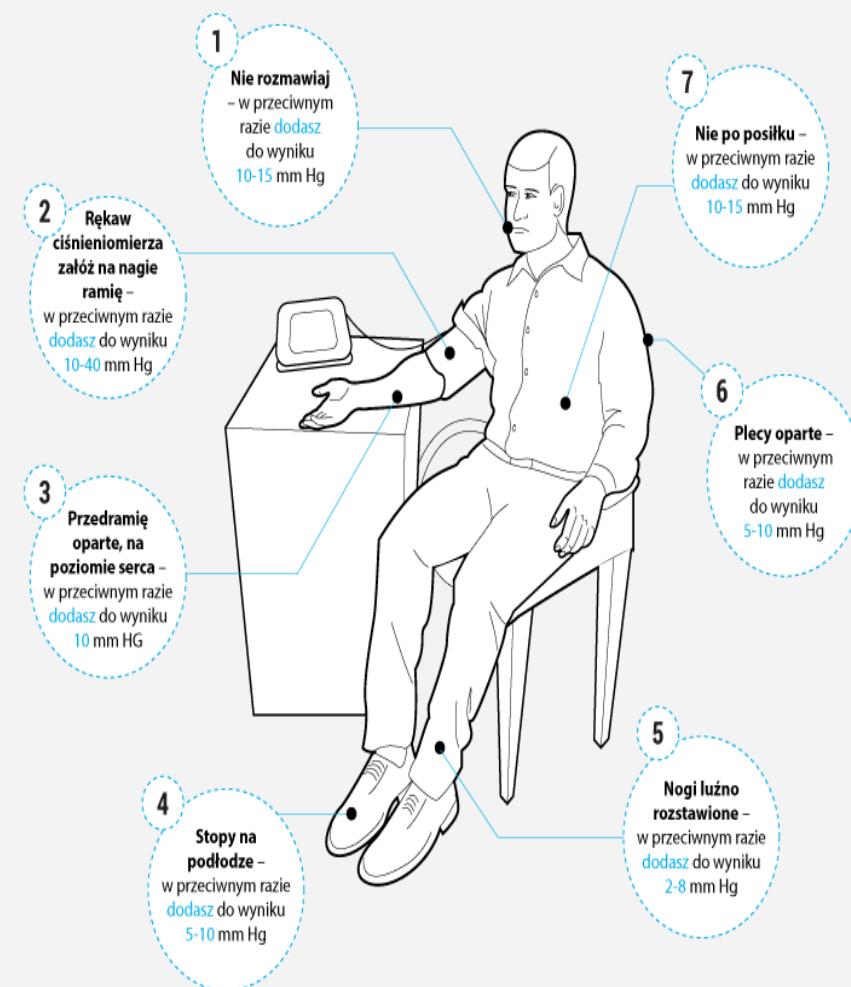 1
Nie rozmawiaj
– w przeciwnym
razie dodasz
do wyniku
10-15 mm Hg
2
Rękaw
ciśnieniomierza
załóż na nagie
ramię –
w przeciwnym razie
dodasz do wyniku
10-40 mm Hg
3
Przedramię
oparte, na
poziomie serca –
w przeciwnym razie
dodasz do wyniku
10 mm HG
4
Stopy na
podłodze –
w przeciwnym razie
dodasz do wyniku
5-10 mm Hg
5
Nogi luźno
rozstawione –
w przeciwnym razie
dodasz do wyniku
2-8 mm Hg
6
Plecy oparte –
w przeciwnym
razie dodasz
do wyniku
5-10 mm Hg
7
Nie po posiłku –
w przeciwnym razie
dodasz do wyniku
10-15 mm Hg